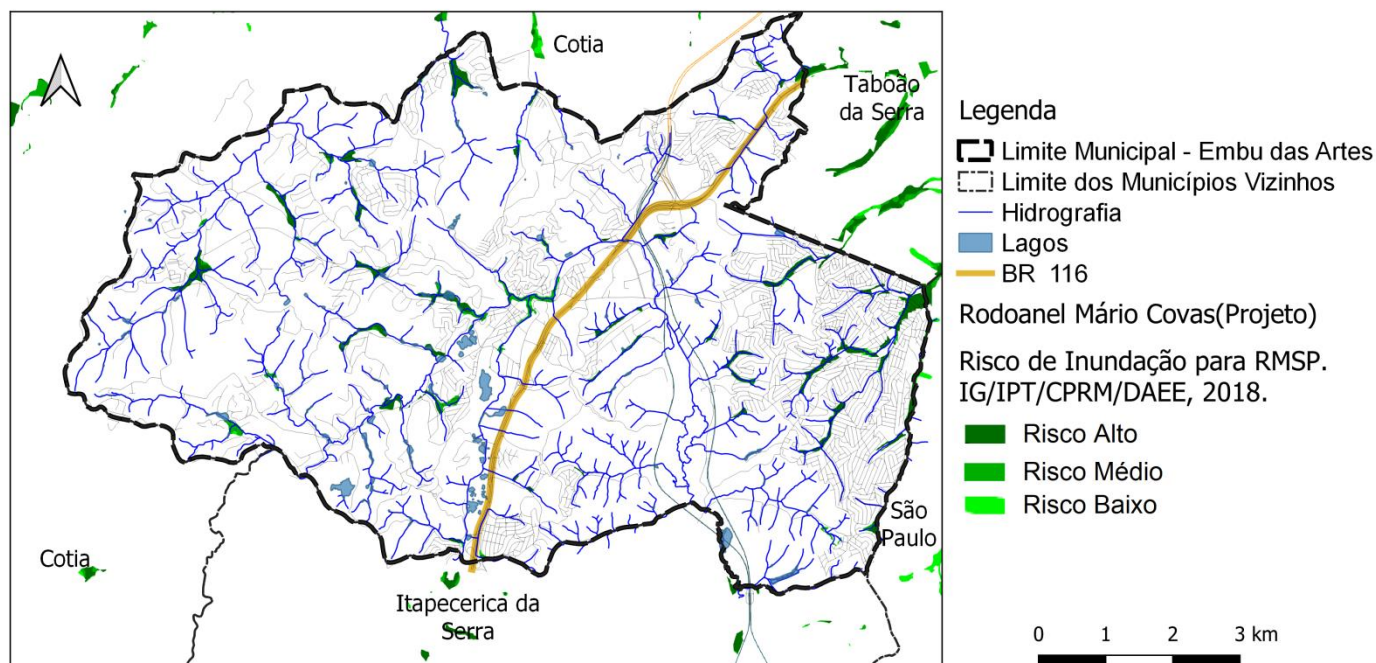 Cotia
Taboão
da Serra
São
Paulo
Cotia
Itapecerica da
Serra
Legenda
Limite Municipal - Embu das Artes
Limite dos Municípios Vizinhos
Hidrografia
Lagos
BR 116
Rodoanel Mário Covas(Projeto)
Risco de Inundação para RMSP.
IG/IPT/CPRM/DAEE, 2018.
Risco Alto
Risco Médio
Risco Baixo
0 1 2 3 km